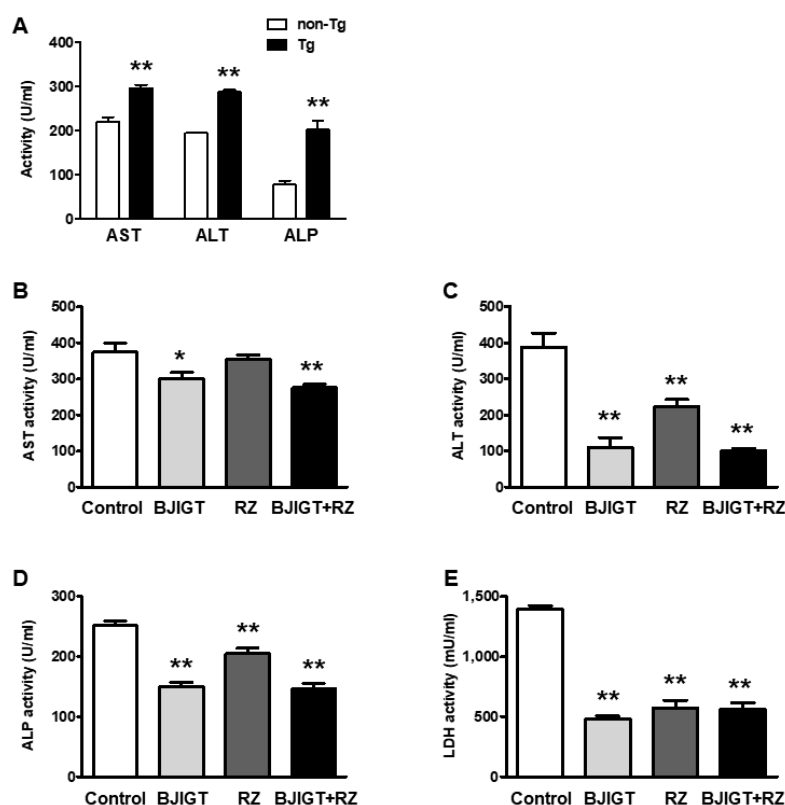 A
non-Tg
Tg
Activity (U/ml)
400
300
200
100
0
** ** **
AST ALT ALP
B
AST activity (U/ml)
500
400
300
200
100
0
* **
Control BJIGT RZ BJIGT+RZ
C
ALT activity (U/ml)
500
400
300
200
100
0
** ** **
Control BJIGT RZ BJIGT+RZ
D
ALP activity (U/ml)
300
200
100
0
** ** **
Control BJIGT RZ BJIGT+RZ
E
LDH activity (mU/ml)
1,500
1,000
500
0
** ** **
Control BJIGT RZ BJIGT+RZ